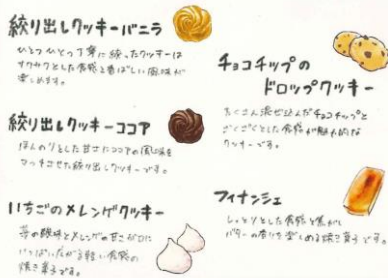 絞り出しクッキーバニラ
ひとつひとつ丁寧に絞ったクッキーは
サクサクとした食感と香ばしい風味が
楽しめます。
絞り出しクッキーココア
ほんのりとした甘さにココアの風味を
マッチさせた絞り出しクッキーです。
いちごのメレンゲクッキー
苺の酸味とメレンゲの甘さが口に
いっぱいに広がる軽い食感の
焼き菓子です。
チョコチップの
ドロップクッキー
たくさん混ぜ込んだチョコチップと
ざくざくとした食感が魅力的な
クッキーです。
フィナンシェ
しっとりとした食感と焦がし
バターの香りを楽しめる焼き菓子です。